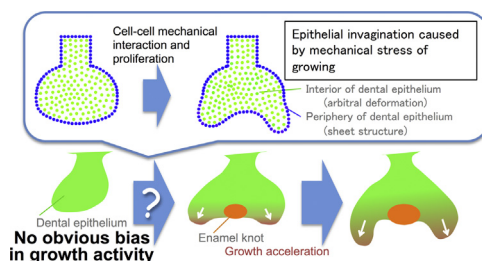 Cell-cell mechanical
interaction and
proliferation
Epithelial invagination caused
by mechanical stress of
growing
Interior of dental epithelium
(arbitral deformation)
Periphery of dental epithelium
(sheet structure)
Dental epithelium
No obvious bias
in growth activity
?
Enamel knot
Growth acceleration